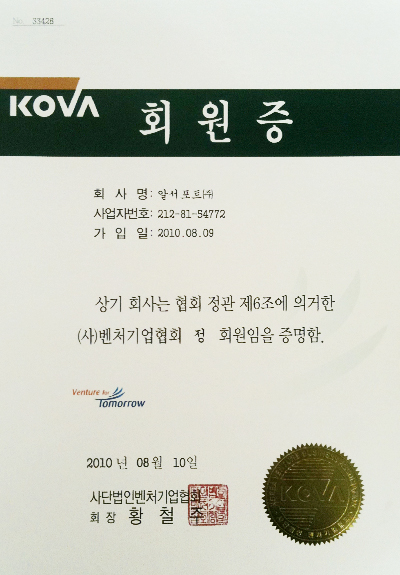 No. 33426
KOVA
회원증
회 사 명: 알서포트(주)
사업자번호: 212-81-54772
가 입 일: 2010.08.09
상기 회사는 협회 정관 제6조에 의거한
(사)벤처기업협회 정 회원임을 증명함.
Venture for
Tomorrow
2010 년 08 월 10일
사단법인벤처기업협회
회 장 황 철 주
KOVA